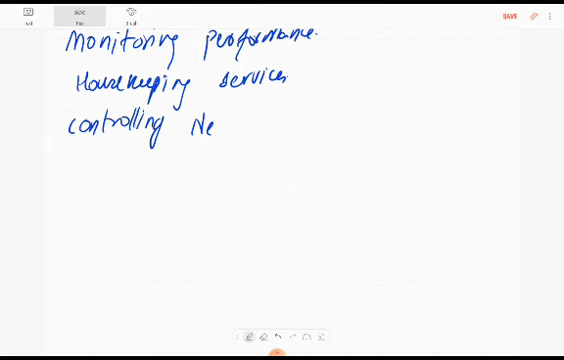 SAVE
Monitoring performance.
Housekeeping services
controlling Ne